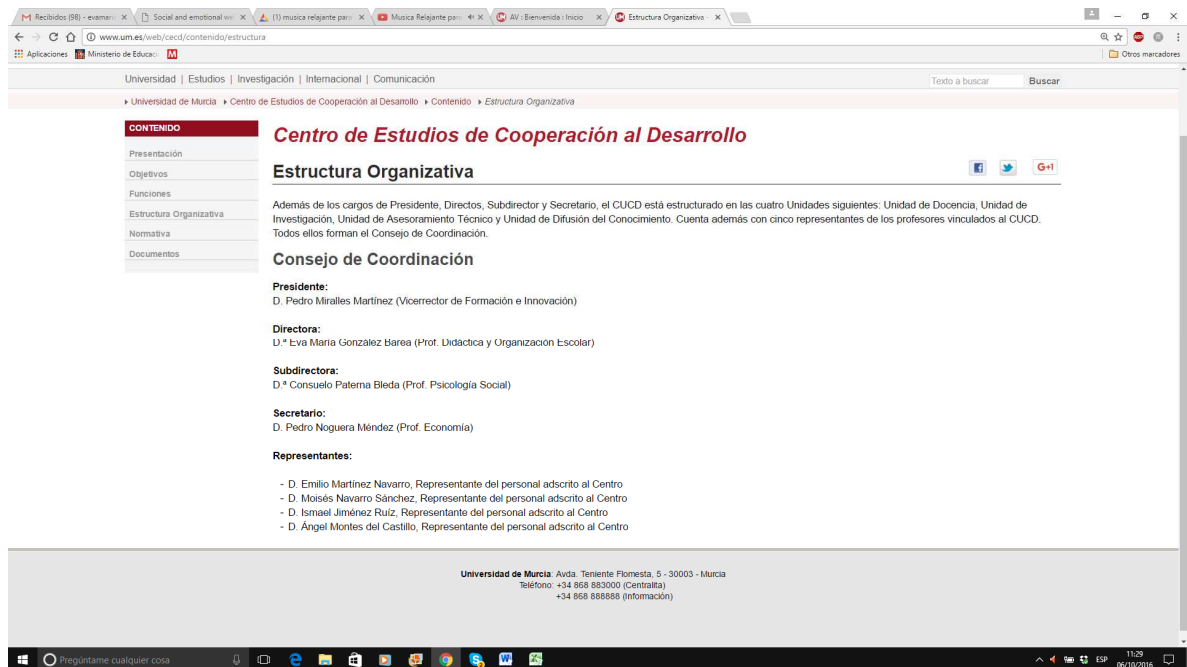 Recibidos (98) - evamari
Social and emotional we
(1) musica relajante para
Musica Relajante para
AV : Bienvenida : Inicio
Estructura Organizativa -
www.um.es/web/cecd/contenido/estructura
Aplicaciones
Ministerio de Educaci
Otros marcadores
Universidad | Estudios | Investigación | Internacional | Comunicación
Texto a buscar
Buscar
Universidad de Murcia
Centro de Estudios de Cooperación al Desarrollo
Contenido
Estructura Organizativa
CONTENIDO
Presentación
Objetivos
Funciones
Estructura Organizativa
Normativa
Documentos
Centro de Estudios de Cooperación al Desarrollo
Estructura Organizativa
G+1
Además de los cargos de Presidente, Directos, Subdirector y Secretario, el CUCD está estructurado en las cuatro Unidades siguientes: Unidad de Docencia, Unidad de
Investigación, Unidad de Asesoramiento Técnico y Unidad de Difusión del Conocimiento. Cuenta además con cinco representantes de los profesores vinculados al CUCD.
Todos ellos forman el Consejo de Coordinación.
Consejo de Coordinación
Presidente:
D. Pedro Miralles Martínez (Vicerrector de Formación e Innovación)
Directora:
D.ª Eva María González Barea (Prof. Didáctica y Organización Escolar)
Subdirectora:
D.ª Consuelo Paterna Bleda (Prof. Psicología Social)
Secretario:
D. Pedro Noguera Méndez (Prof. Economía)
Representantes:
- D. Emilio Martínez Navarro, Representante del personal adscrito al Centro
- D. Moisés Navarro Sánchez, Representante del personal adscrito al Centro
- D. Ismael Jiménez Ruíz, Representante del personal adscrito al Centro
- D. Ángel Montes del Castillo, Representante del personal adscrito al Centro
Universidad de Murcia: Avda. Teniente Flomesta, 5 - 30003 - Murcia
Teléfono: +34 868 883000 (Centralita)
+34 868 888888 (Información)
Pregúntame cualquier cosa
ESP
11:29
06/10/2016